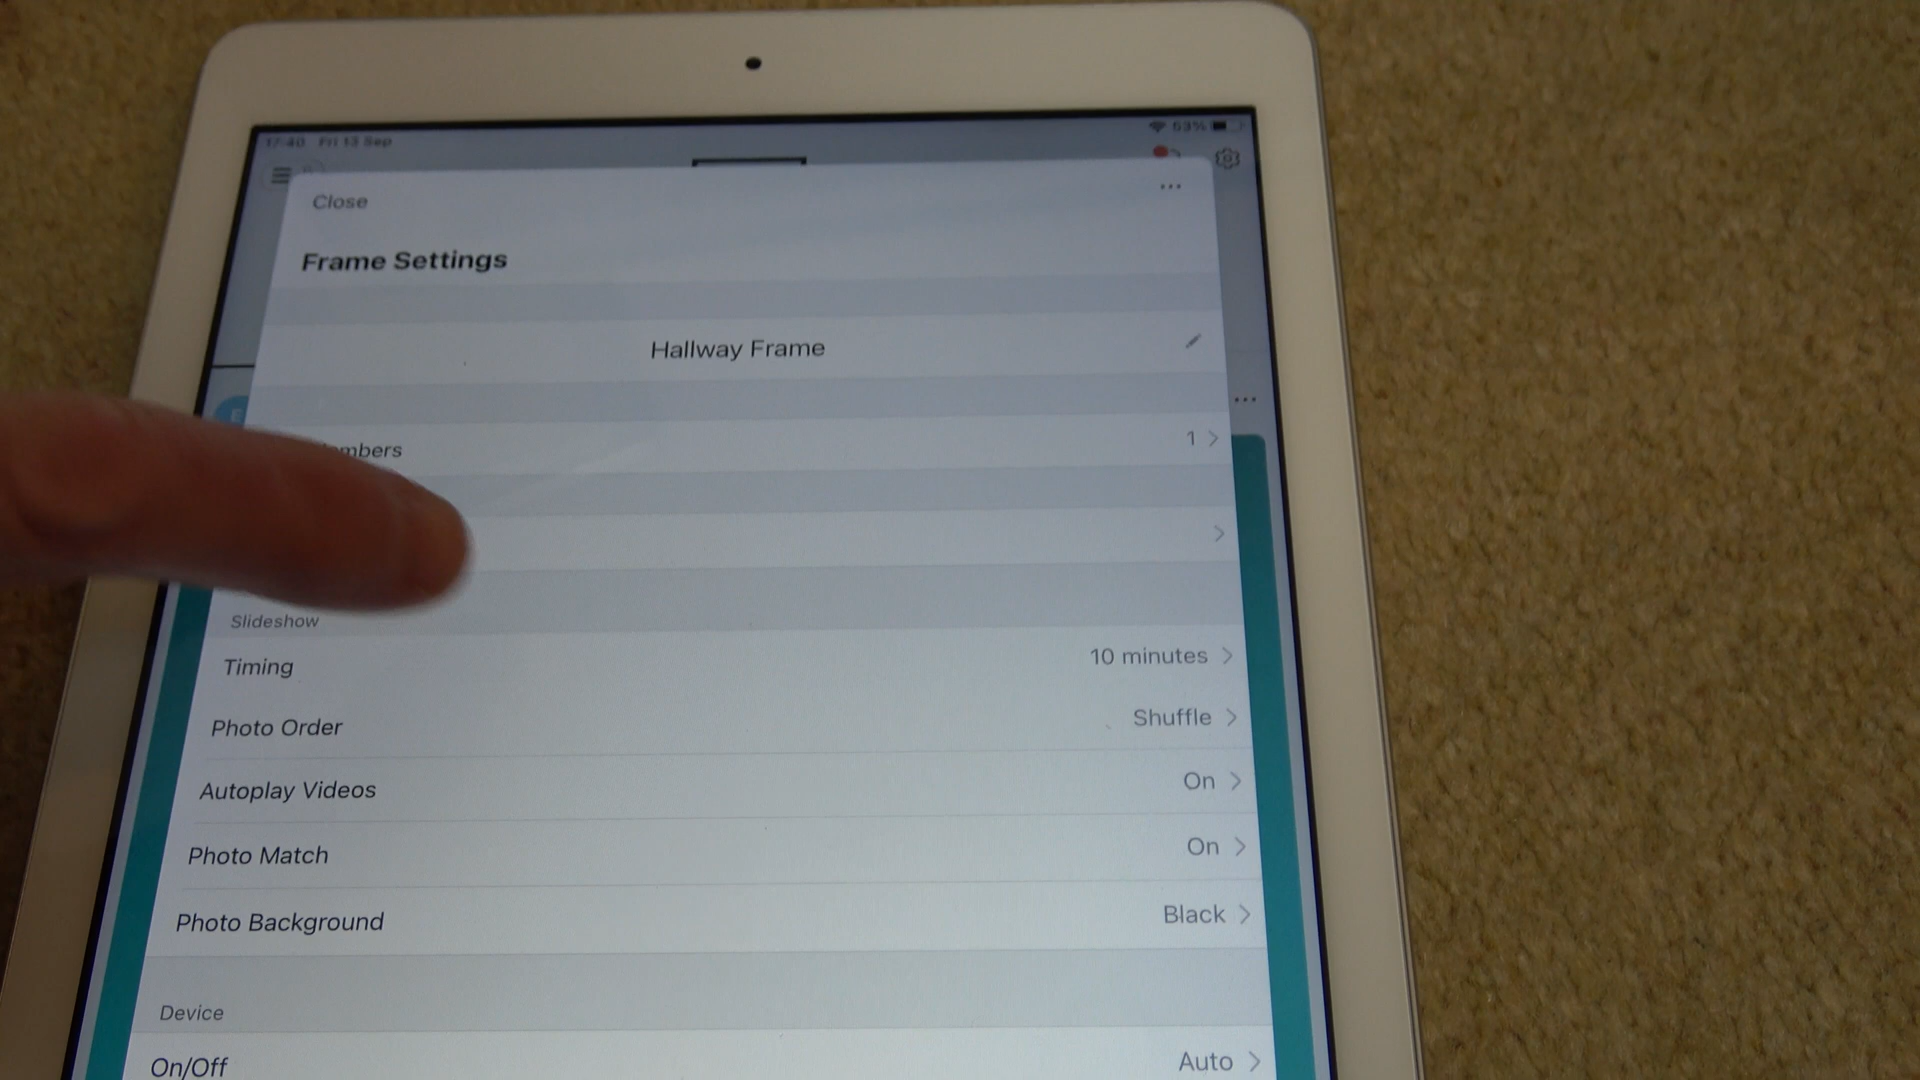 17:40 Fri 13 Sep 53%
Close
Frame Settings
Hallway Frame
1
Slideshow
Timing 10 minutes
Photo Order Shuffle
Autoplay Videos On
Photo Match On
Photo Background Black
Device
On/Off Auto